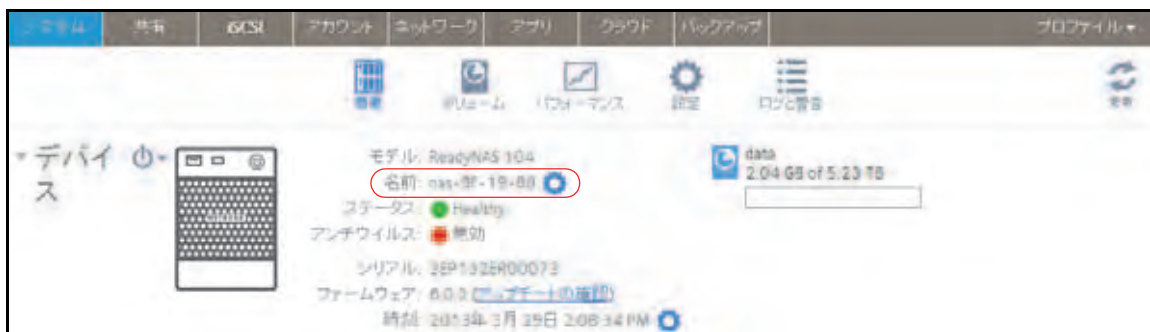 システム 共有 iSCSI アカウント ネットワーク アプリ クラウド バックアップ プロファイル
概要 ボリューム パフォーマンス 設定 ログと警告 更新
デバイス
モデル: ReadyNAS 104
名前: nas-8f-19-88
ステータス: Healthy
アンチウイルス: 無効
シリアル: 2EP132ER00073
ファームウェア: 6.0.0 (アップデートの確認)
時刻: 2013年 3月 29日 2:08:34 PM
data
2.04 GB of 5.23 TB